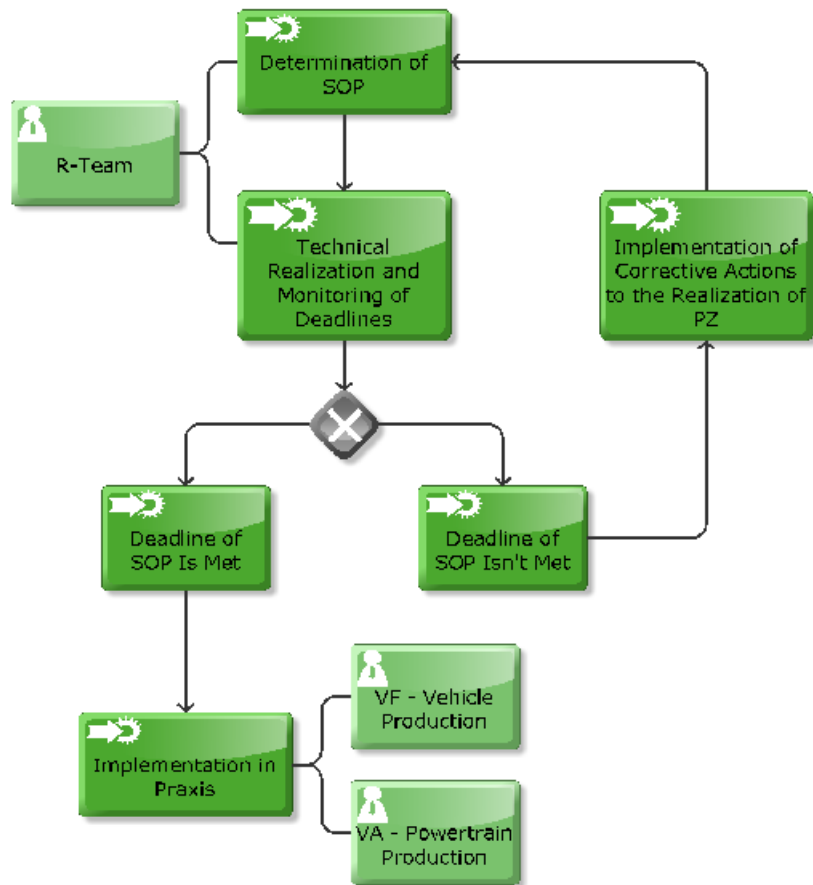 Determination of
SOP
R-Team
Technical
Realization and
Monitoring of
Deadlines
Implementation of
Corrective Actions
to the Realization of
PZ
Deadline of
SOP Is Met
Deadline of
SOP Isn't Met
VF - Vehicle
Production
Implementation in
Praxis
VA - Powertrain
Production